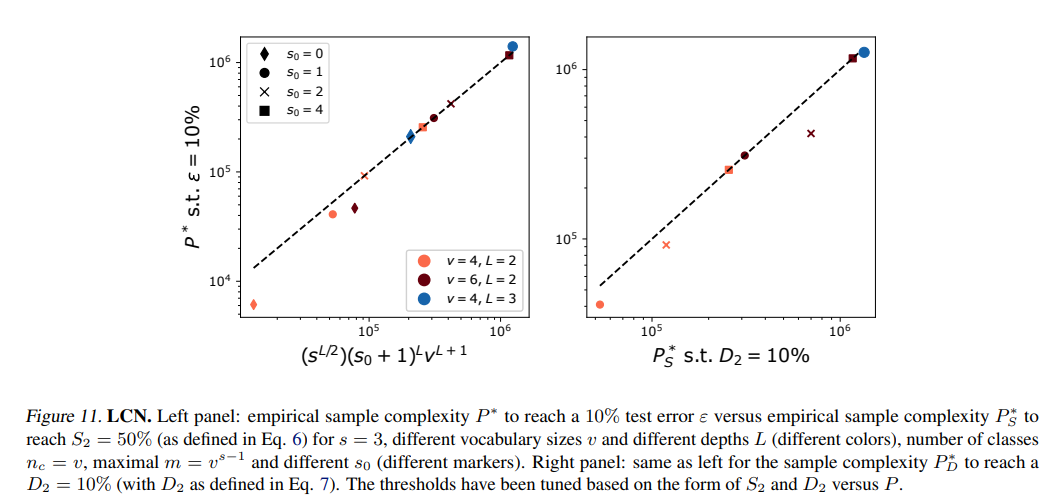 10^6
10^5
10^4
P* s.t. ε = 10%
s_0 = 0
s_0 = 1
s_0 = 2
s_0 = 4
v = 4, L = 2
v = 6, L = 2
v = 4, L = 3
10^5
10^6
(s^{L/2})(s_0 + 1)^L v^{L + 1}
10^6
10^5
10^5
10^6
P_S^* s.t. D_2 = 10%
Figure 11. LCN. Left panel: empirical sample complexity P* to reach a 10% test error ε versus empirical sample complexity P_S^* to
reach S_2 = 50% (as defined in Eq. 6) for s = 3, different vocabulary sizes v and different depths L (different colors), number of classes
n_c = v, maximal m = v^{s−1} and different s_0 (different markers). Right panel: same as left for the sample complexity P_D^* to reach a
D_2 = 10% (with D_2 as defined in Eq. 7). The thresholds have been tuned based on the form of S_2 and D_2 versus P.